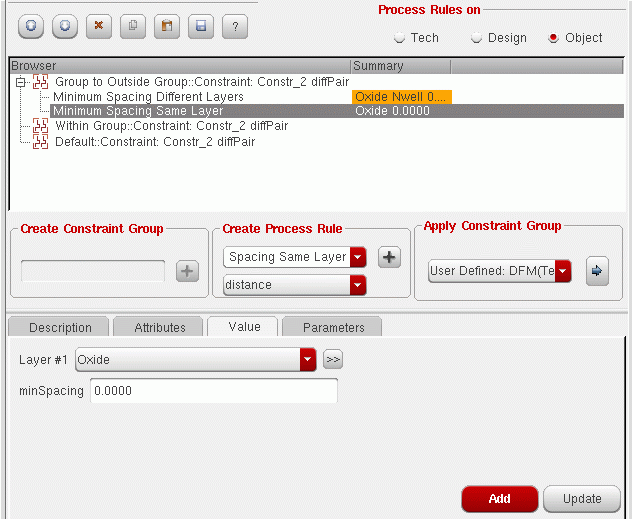 Process Rules on
Tech Design Object
?
Browser Summary
Group to Outside Group::Constraint: Constr_2 diffPair
Minimum Spacing Different Layers Oxide Nwell 0....
Minimum Spacing Same Layer Oxide 0.0000
Within Group::Constraint: Constr_2 diffPair
Default::Constraint: Constr_2 diffPair
Create Constraint Group Create Process Rule Apply Constraint Group
Spacing Same Layer
User Defined: DFM(Te
distance
Description Attributes Value Parameters
Layer #1 Oxide >>
minSpacing 0.0000
Add Update